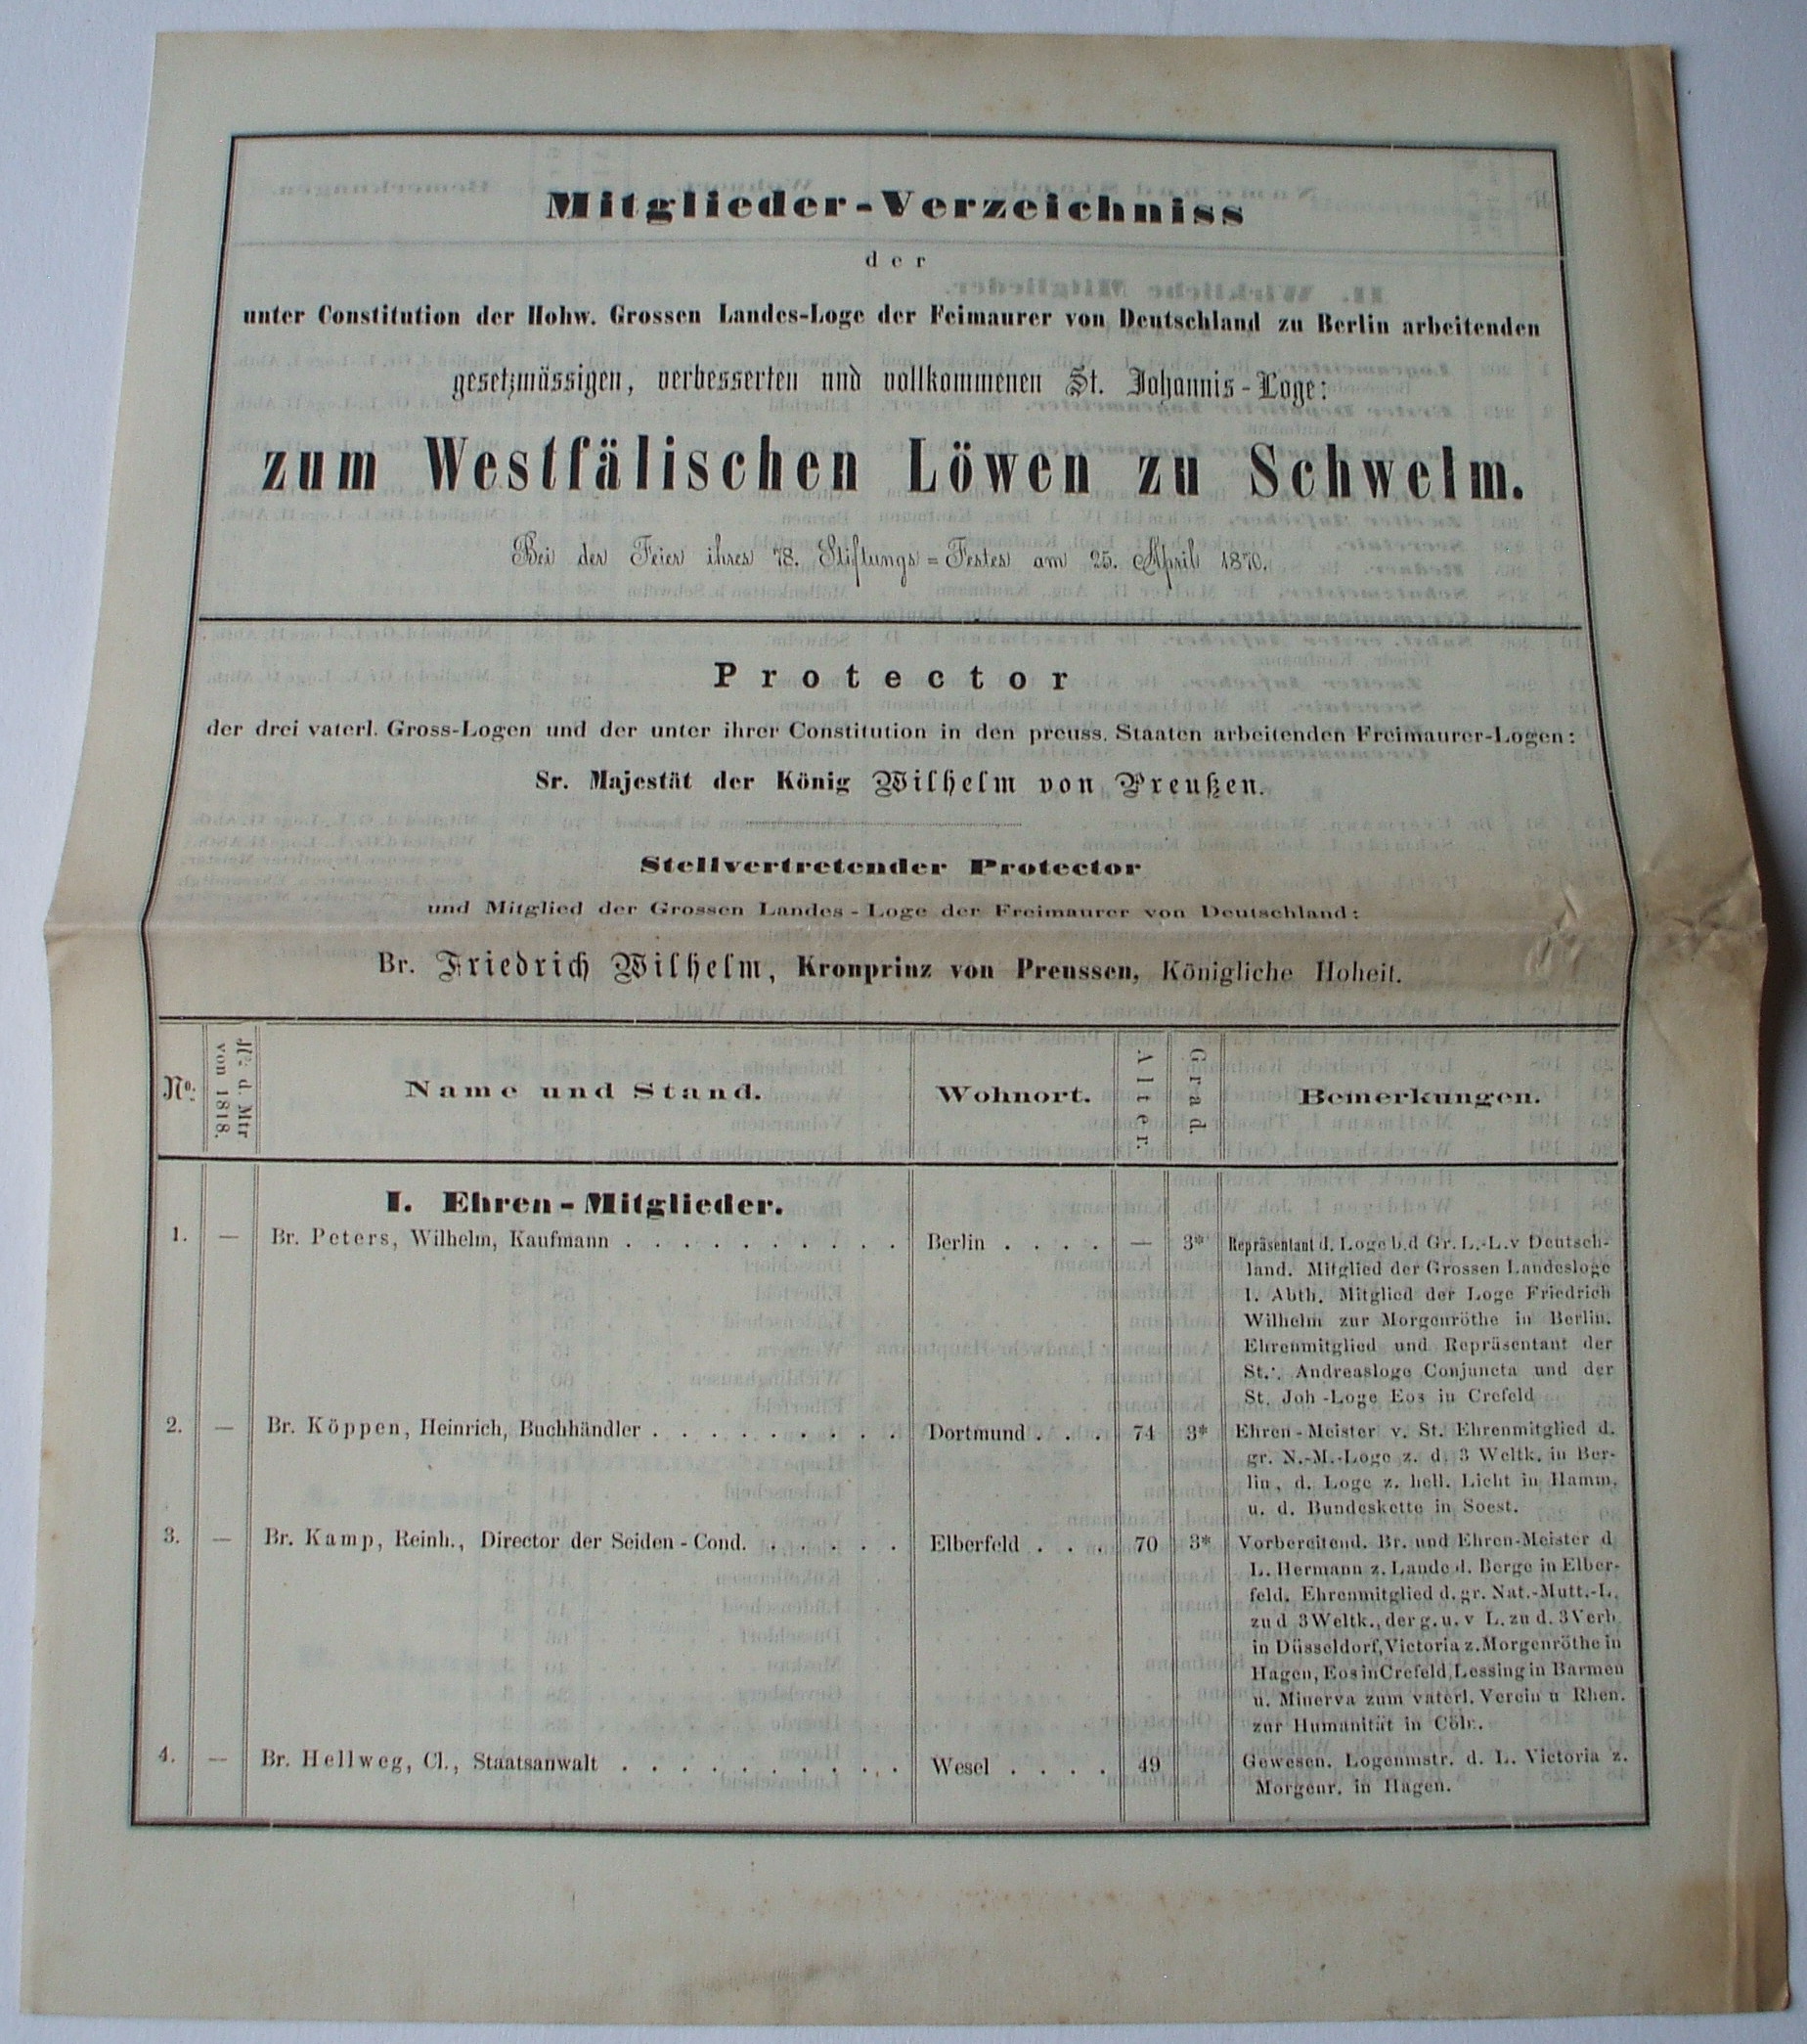 Mitglieder-Verzeichniss
der
unter Constitution der Hohw. Grossen Landes-Loge der Feimaurer von Deutschland zu Berlin arbeitenden
gesetzmässigen, verbesserten und vollkommenen St. Johannis-Loge:
zum Westfälischen Löwen zu Schwelm.
Bei der Feier ihres 78. Stiftungs=Festes am 25. April 1870.
Protector
der drei vaterl. Gross-Logen und der unter ihrer Constitution in den preuss. Staaten arbeitenden Freimaurer-Logen:
Sr. Majestät der König Wilhelm von Preußen.
Stellvertretender Protector
und Mitglied der Grossen Landes-Loge der Freimaurer von Deutschland:
Br. Friedrich Wilhelm, Kronprinz von Preussen, Königliche Hoheit.
No. N. d. Mtr von 1818. Name und Stand. Wohnort. Alter. Grad. Bemerkungen.
I. Ehren-Mitglieder.
1. — Br. Peters, Wilhelm, Kaufmann . . . . . . . . . . Berlin . . . . — 3* Repräsentant d. Loge b.d Gr. L.-L.v Deutsch-
land. Mitglied der Grossen Landesloge
I. Abth. Mitglied der Loge Friedrich
Wilhelm zur Morgenröthe in Berlin.
Ehrenmitglied und Repräsentant der
St.·. Andreasloge Conjuncta und der
St. Joh-Loge Eos in Crefeld
2. — Br. Köppen, Heinrich, Buchhändler . . . . . . . . . Dortmund . . . 74 3* Ehren-Meister v. St. Ehrenmitglied d.
gr. N.-M.-Loge z. d. 3 Weltk. in Ber-
lin, d. Loge z. hell. Licht in Hamm,
u. d. Bundeskette in Soest.
3. — Br. Kamp, Reinh., Director der Seiden-Cond. . . . . . Elberfeld . . . 70 3* Vorbereitend. Br. und Ehren-Meister d
L. Hermann z. Lande d. Berge in Elber-
feld. Ehrenmitglied d. gr. Nat.-Mutt.-L.
zu d 3 Weltk., der g. u. v L. zu d. 3 Verb.
in Düsseldorf, Victoria z. Morgenröthe in
Hagen, Eos in Crefeld, Lessing in Barmen
u. Minerva zum vaterl. Verein u Rhen.
zur Humanität in Cöln.
4. — Br. Hellweg, Cl., Staatsanwalt . . . . . . . . . . Wesel . . . . 49 Gewesen. Logenmstr. d. L. Victoria z.
Morgenr. in Hagen.